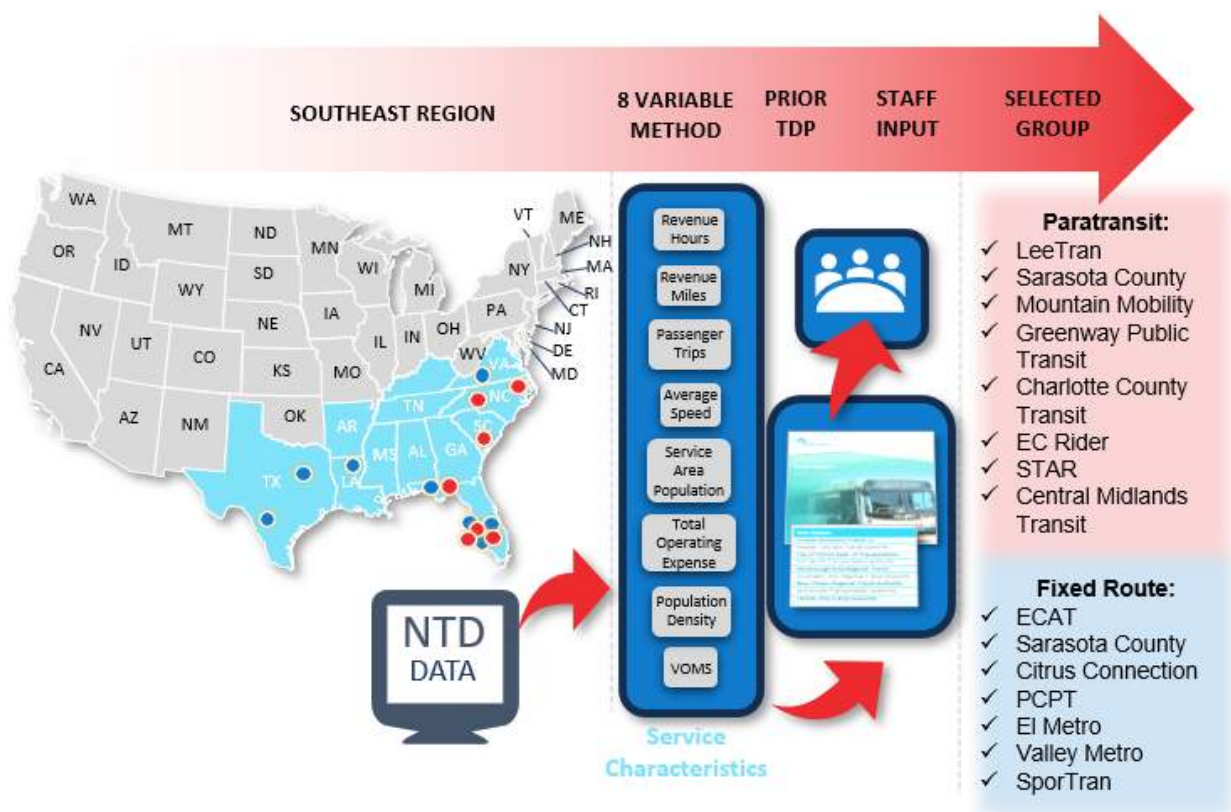 SOUTHEAST REGION
8 VARIABLE
METHOD
PRIOR
TDP
STAFF
INPUT
SELECTED
GROUP
WA
MT
ND
MN
VT
ME
OR
ID
SD
WI
NY
NH
MA
WY
MI
RI
CT
NV
NE
IA
PA
NJ
UT
CO
IL
IN
OH
DE
CA
KS
MO
WV
VA
MD
AZ
NM
OK
TN
NC
AR
SC
TX
LA
MS
AL
GA
NTD
DATA
Revenue
Hours
Revenue
Miles
Passenger
Trips
Average
Speed
Service
Area
Population
Total
Operating
Expense
Population
Density
VOMS
Service
Characteristics
Paratransit:
✓ LeeTran
✓ Sarasota County
✓ Mountain Mobility
✓ Greenway Public
Transit
✓ Charlotte County
Transit
✓ EC Rider
✓ STAR
✓ Central Midlands
Transit
Fixed Route:
✓ ECAT
✓ Sarasota County
✓ Citrus Connection
✓ PCPT
✓ El Metro
✓ Valley Metro
✓ SporTran